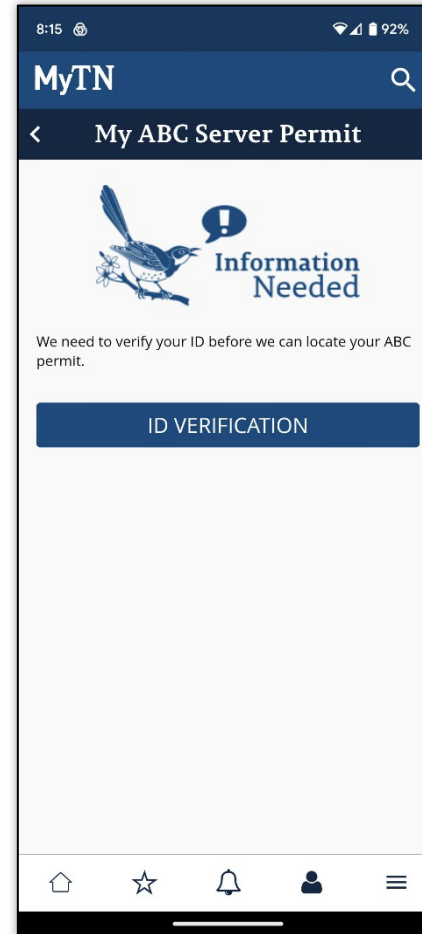 8:15 92%
MyTN
My ABC Server Permit
Information
Needed
We need to verify your ID before we can locate your ABC
permit.
ID VERIFICATION